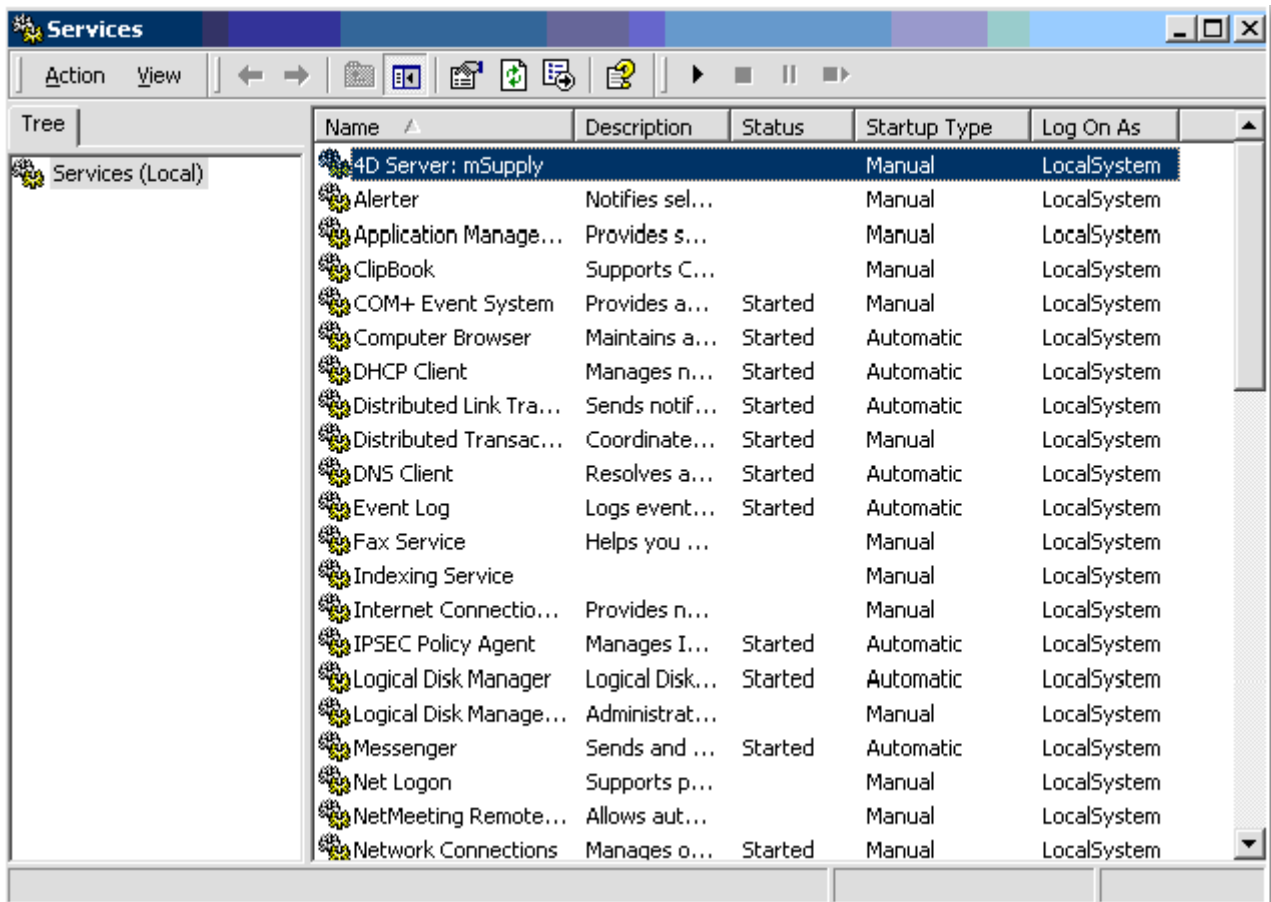 Services
Action View
Tree
Name Description Status Startup Type Log On As
Services (Local)
4D Server: mSupply Manual LocalSystem
Alerter Notifies sel... Manual LocalSystem
Application Manage... Provides s... Manual LocalSystem
ClipBook Supports C... Manual LocalSystem
COM+ Event System Provides a... Started Manual LocalSystem
Computer Browser Maintains a... Started Automatic LocalSystem
DHCP Client Manages n... Started Automatic LocalSystem
Distributed Link Tra... Sends notif... Started Automatic LocalSystem
Distributed Transac... Coordinate... Started Manual LocalSystem
DNS Client Resolves a... Started Automatic LocalSystem
Event Log Logs event... Started Automatic LocalSystem
Fax Service Helps you ... Manual LocalSystem
Indexing Service Manual LocalSystem
Internet Connectio... Provides n... Manual LocalSystem
IPSEC Policy Agent Manages I... Started Automatic LocalSystem
Logical Disk Manager Logical Disk... Started Automatic LocalSystem
Logical Disk Manage... Administrat... Manual LocalSystem
Messenger Sends and ... Started Automatic LocalSystem
Net Logon Supports p... Manual LocalSystem
NetMeeting Remote... Allows aut... Manual LocalSystem
Network Connections Manages o... Started Manual LocalSystem